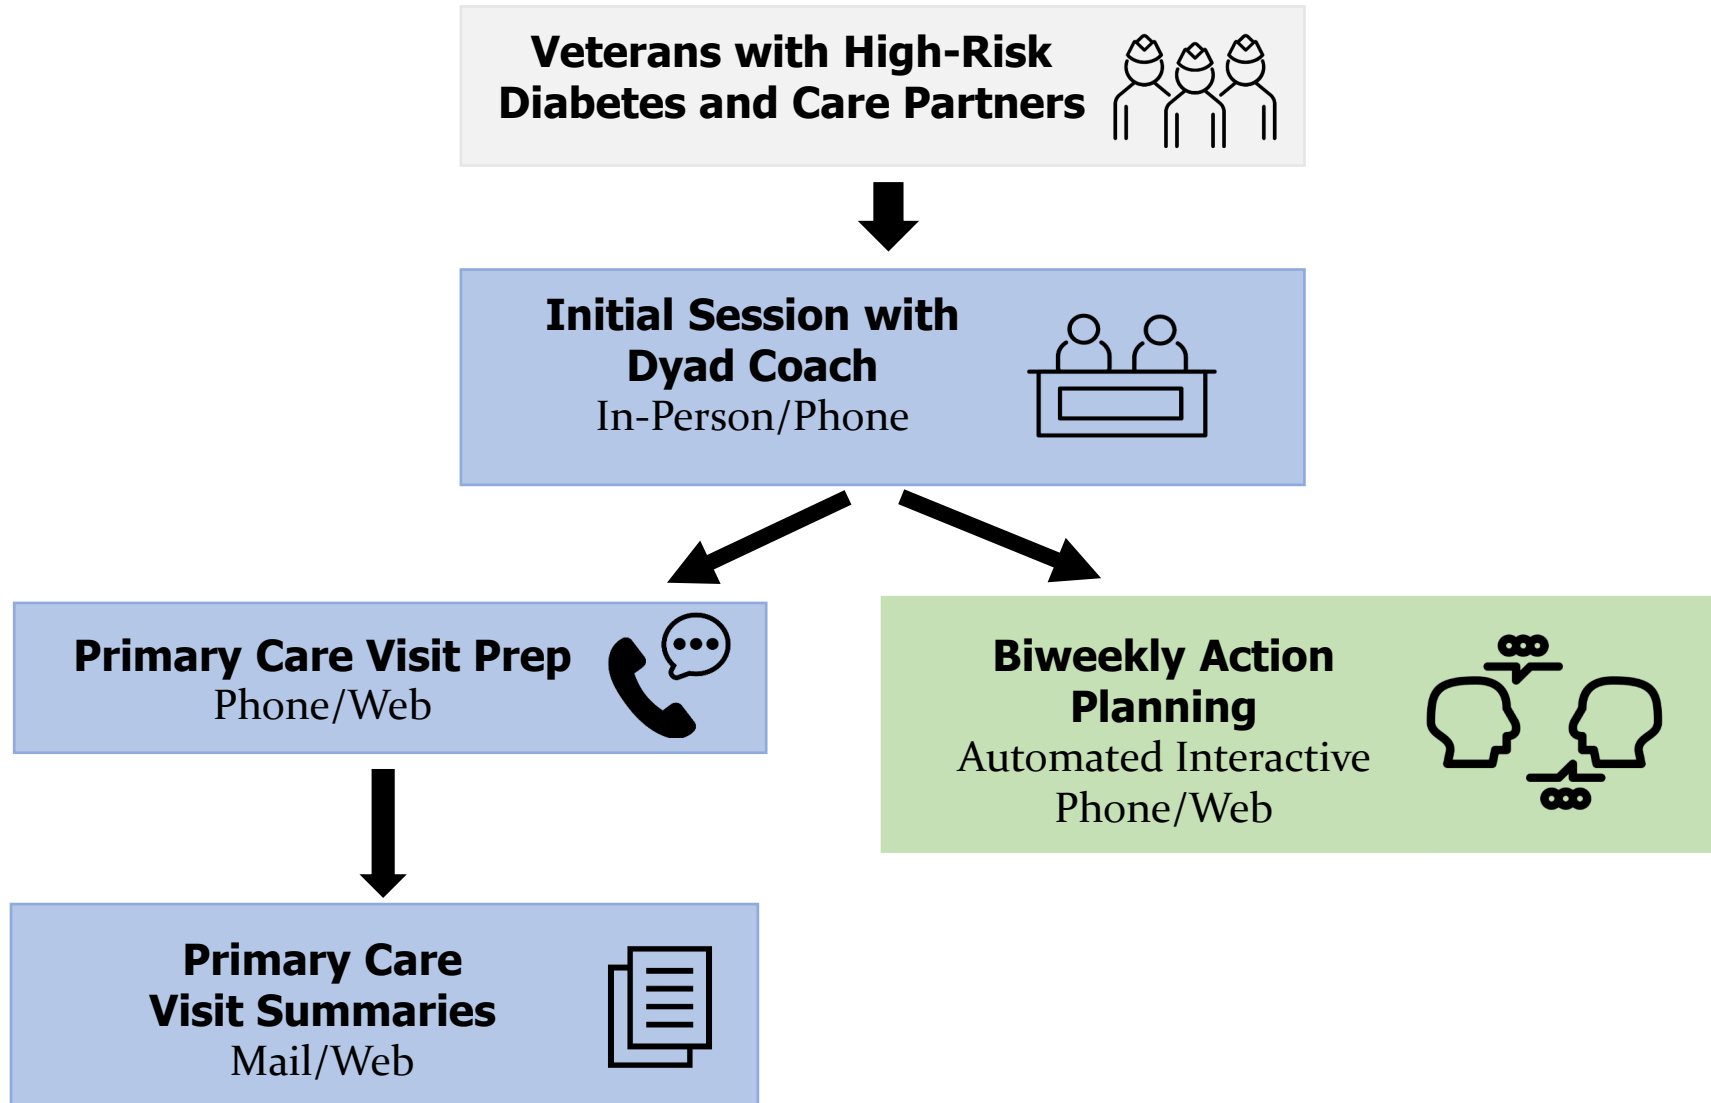 Veterans with High-Risk
Diabetes and Care Partners
Initial Session with
Dyad Coach
In-Person/Phone
Primary Care Visit Prep
Phone/Web
Biweekly Action
Planning
Automated Interactive
Phone/Web
Primary Care
Visit Summaries
Mail/Web